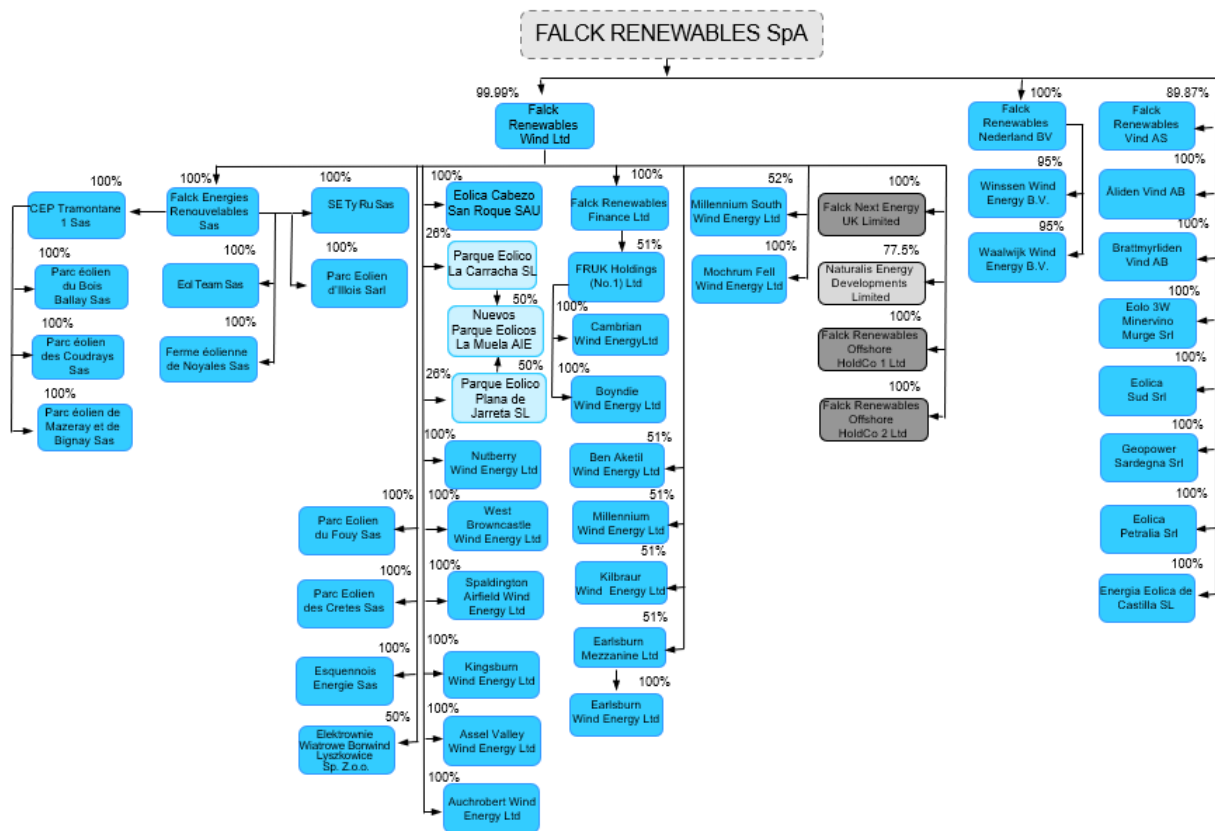 FALCK RENEWABLES SpA
99.99%
Falck
Renewables
Wind Ltd
100%
Falck
Renewables
Nederland BV
89.87%
Falck
Renewables
Vind AS
100%
CEP Tramontane
1 Sas
100%
Falck Energies
Renouvelables
Sas
100%
SE Ty Ru Sas
100%
Eolica Cabezo
San Roque SAU
100%
Falck Renewables
Finance Ltd
52%
Millennium South
Wind Energy Ltd
100%
Falck Next Energy
UK Limited
95%
Winssen Wind
Energy B.V.
100%
Åliden Vind AB
100%
Parc éolien
du Bois
Ballay Sas
100%
Eol Team Sas
Parc Eolien
d'Illois Sarl
26%
Parque Eolico
La Carracha SL
51%
FRUK Holdings
(No.1) Ltd
100%
Mochrum Fell
Wind Energy Ltd
77.5%
Naturalis Energy
Developments
Limited
95%
Waalwijk Wind
Energy B.V.
100%
Brattmyrliden
Vind AB
100%
Parc éolien
des Coudrays
Sas
100%
Ferme éolienne
de Noyales Sas
50%
Nuevos
Parque Eolicos
La Muela AIE
100%
Cambrian
Wind EnergyLtd
100%
Falck Renewables
Offshore
HoldCo 1 Ltd
100%
Eolo 3W
Minervino
Murge Srl
100%
Parc éolien de
Mazeray et de
Bignay Sas
26%
50%
Parque Eolico
Plana de
Jarreta SL
100%
Boyndie
Wind Energy Ltd
100%
Falck Renewables
Offshore
HoldCo 2 Ltd
100%
Eolica
Sud Srl
100%
Nutberry
Wind Energy Ltd
51%
Ben Aketil
Wind Energy Ltd
100%
Geopower
Sardegna Srl
100%
Parc Eolien
du Fouy Sas
100%
West
Browncastle
Wind Energy Ltd
51%
Millennium
Wind Energy Ltd
100%
Eolica
Petralia Srl
100%
Parc Eolien
des Cretes Sas
100%
Spaldington
Airfield Wind
Energy Ltd
51%
Kilbraur
Wind Energy Ltd
100%
Energia Eolica de
Castilla SL
100%
Esquennois
Energie Sas
100%
Kingsburn
Wind Energy Ltd
51%
Earlsburn
Mezzanine Ltd
50%
Elektrownie
Wiatrowe Bonwind
Lyszkowice
Sp. Z.o.o.
100%
Assel Valley
Wind Energy Ltd
100%
Earlsburn
Wind Energy Ltd
100%
Auchrobert Wind
Energy Ltd